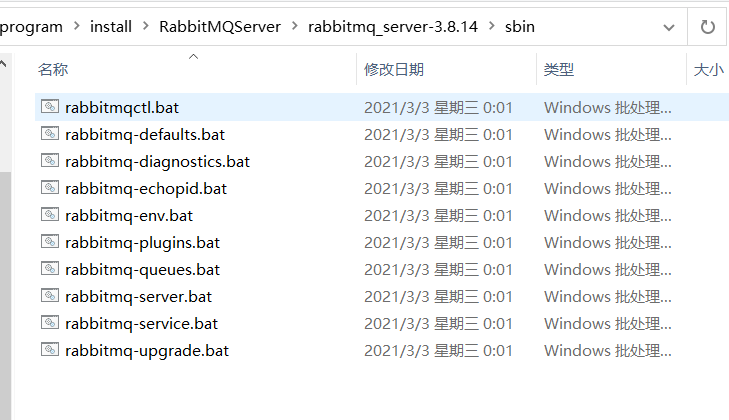 program > install > RabbitMQServer > rabbitmq_server-3.8.14 > sbin
名称 修改日期 类型 大小
rabbitmqctl.bat 2021/3/3 星期三 0:01 Windows 批处理...
rabbitmq-defaults.bat 2021/3/3 星期三 0:01 Windows 批处理...
rabbitmq-diagnostics.bat 2021/3/3 星期三 0:01 Windows 批处理...
rabbitmq-echopid.bat 2021/3/3 星期三 0:01 Windows 批处理...
rabbitmq-env.bat 2021/3/3 星期三 0:01 Windows 批处理...
rabbitmq-plugins.bat 2021/3/3 星期三 0:01 Windows 批处理...
rabbitmq-queues.bat 2021/3/3 星期三 0:01 Windows 批处理...
rabbitmq-server.bat 2021/3/3 星期三 0:01 Windows 批处理...
rabbitmq-service.bat 2021/3/3 星期三 0:01 Windows 批处理...
rabbitmq-upgrade.bat 2021/3/3 星期三 0:01 Windows 批处理...